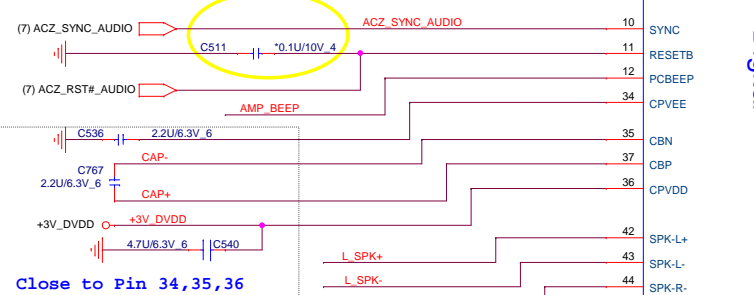 (7) ACZ_SYNC_AUDIO ACZ_SYNC_AUDIO 10 SYNC
C511 *0.1U/10V_4 11 RESETB
12 PCBEEP
(7) ACZ_RST#_AUDIO
AMP_BEEP 34 CPVEE
C536 2.2U/6.3V_6 35 CBN
CAP- 37 CBP
C767
2.2U/6.3V_6
CAP+ 36 CPVDD
+3V_DVDD +3V_DVDD
4.7U/6.3V_6 C540 42 SPK-L+
L_SPK+ 43 SPK-L-
L_SPK- 44 SPK-R-
Close to Pin 34,35,36